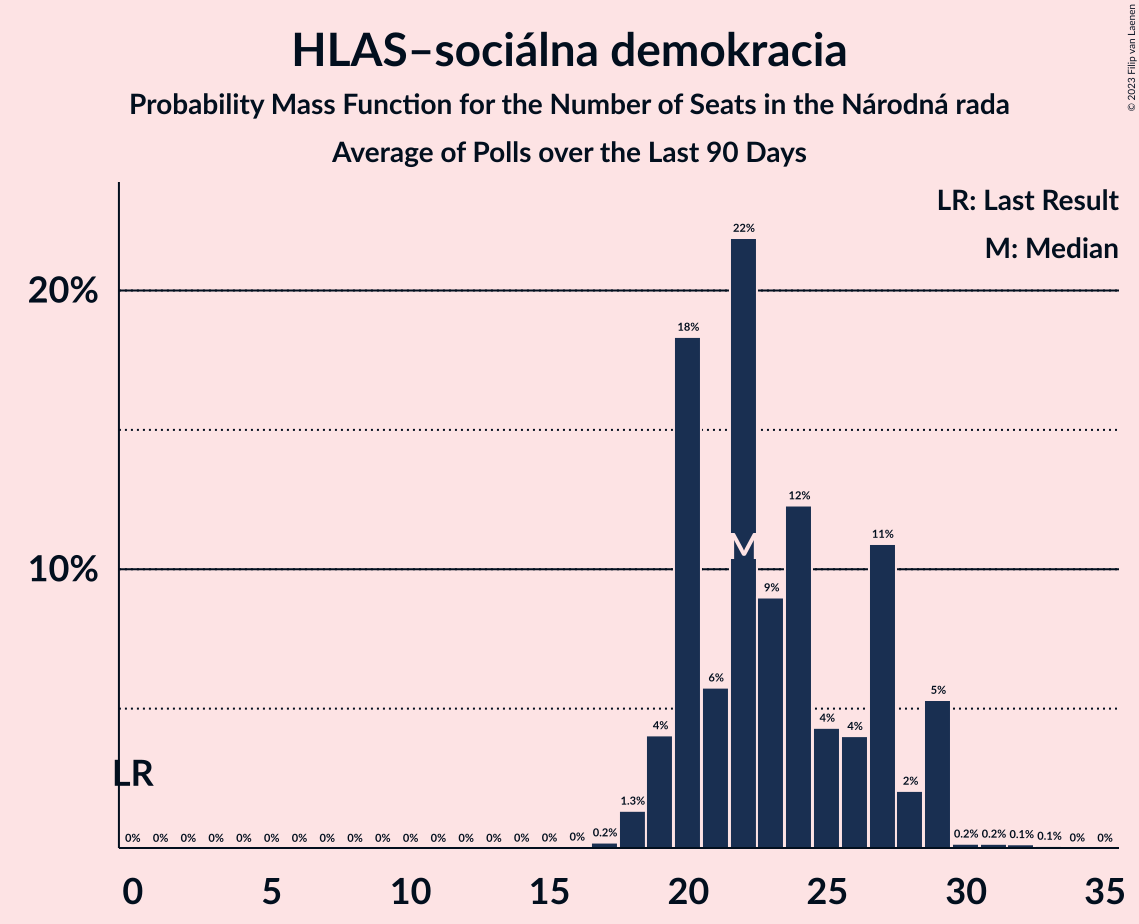 HLAS–sociálna demokracia
Probability Mass Function for the Number of Seats in the Národná rada
Average of Polls over the Last 90 Days
© 2023 Filip van Laenen
LR: Last Result
M: Median
22%
20%
18%
12%
M
11%
10%
9%
6%
5%
4%
4%
4%
LR
2%
1.3%
0% 0% 0% 0% 0% 0% 0% 0% 0% 0% 0% 0% 0% 0% 0% 0% 0% 0.2% 0.2% 0.2% 0.1% 0.1% 0% 0%
0 5 10 15 20 25 30 35